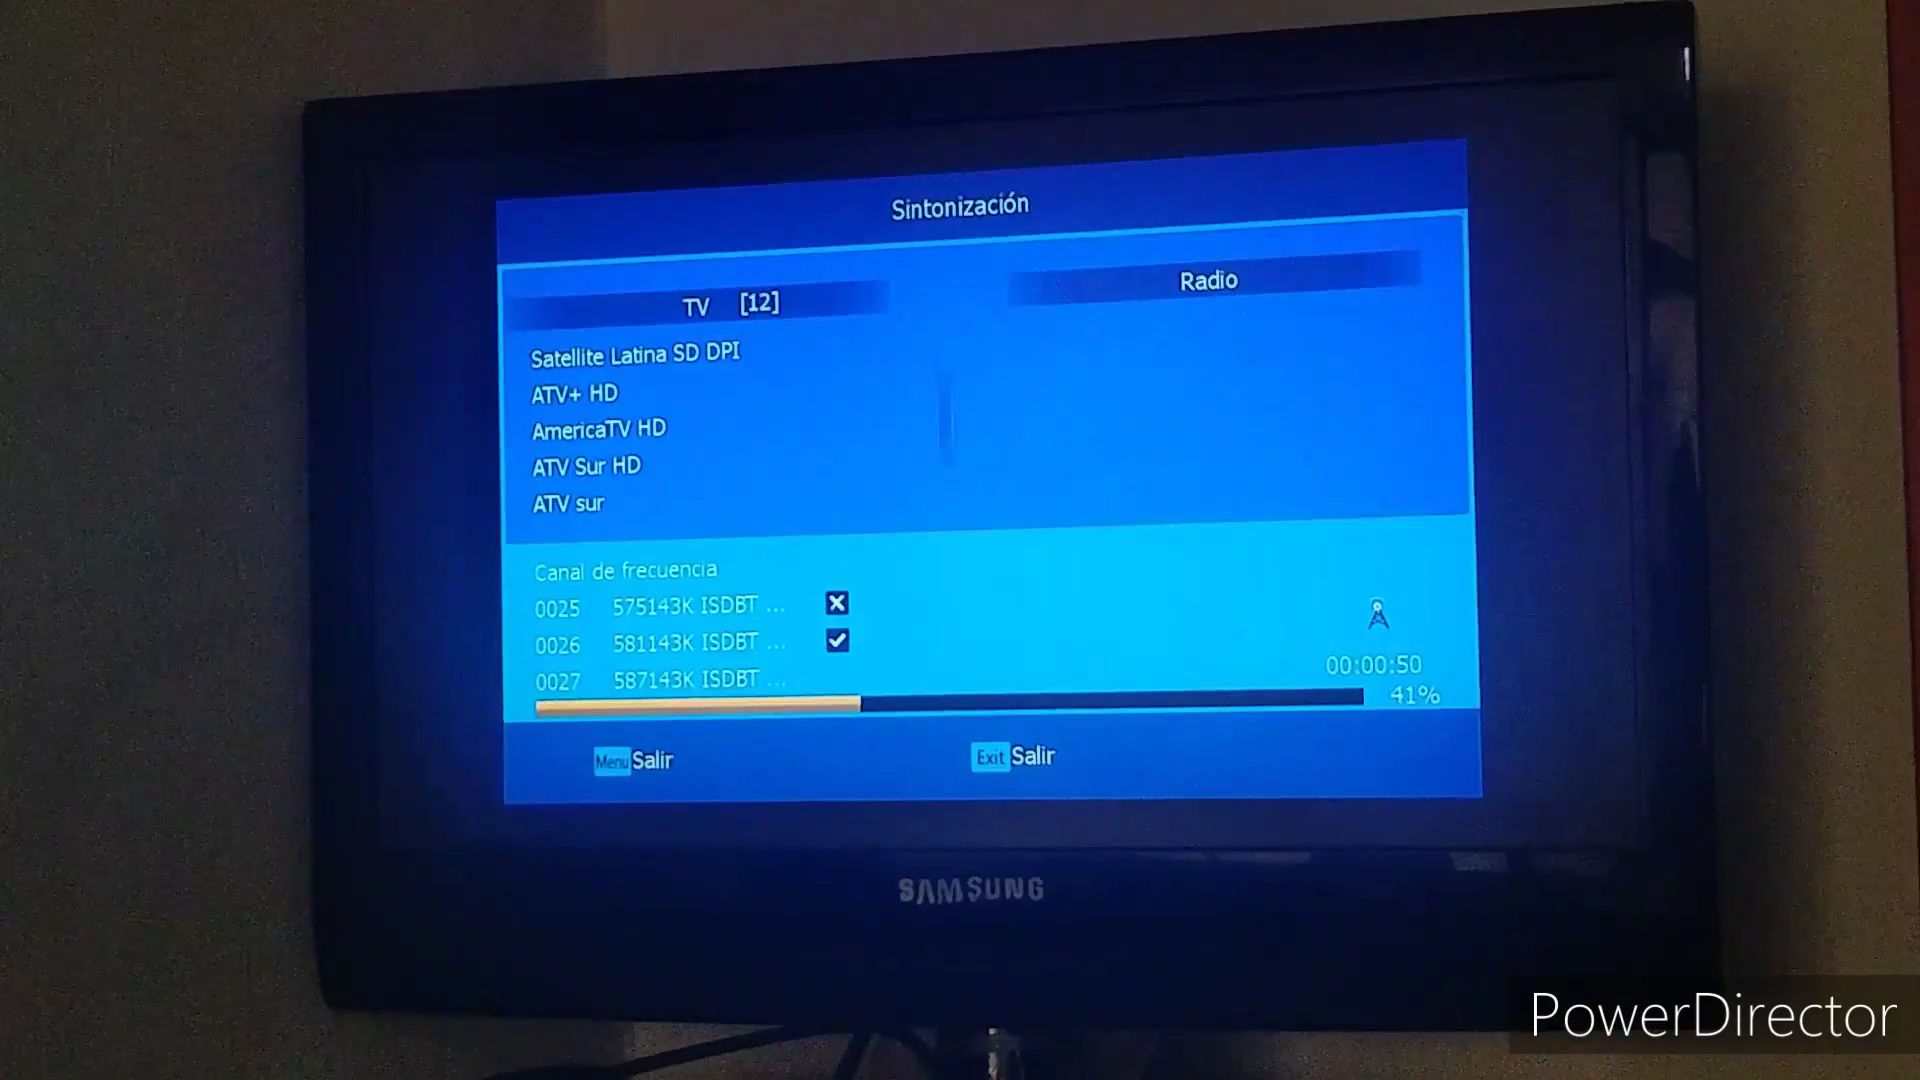 Sintonización
TV [12]
Radio
Satellite Latina SD DPI
ATV+ HD
AmericaTV HD
ATV Sur HD
ATV sur
Canal de frecuencia
0025 575143K ISDBT ...
0026 581143K ISDBT ...
0027 587143K ISDBT ...
00:00:50
41%
Menu Salir
Exit Salir
SAMSUNG
PowerDirector